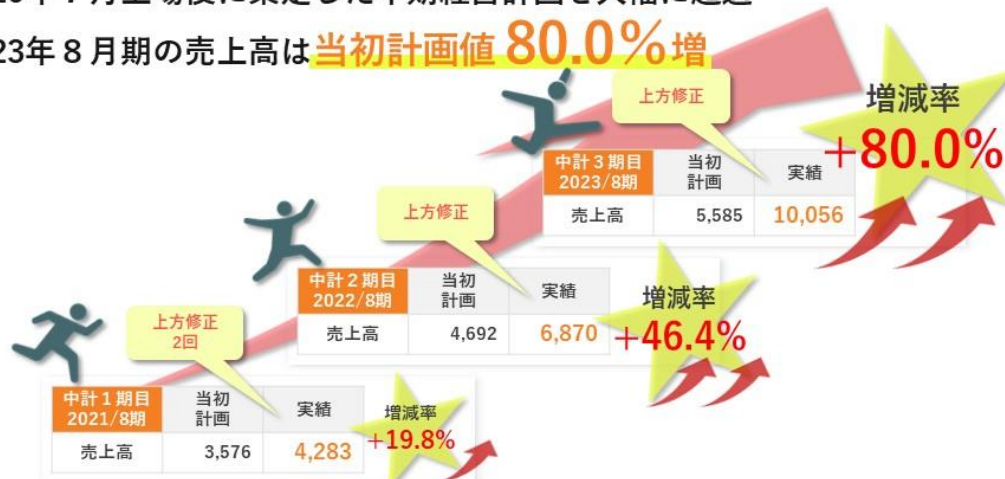 23年８月期の売上高は当初計画値 80.0％増
上方修正
増減率
+80.0%
中計３期目
2023/8期
当初
計画
実績
売上高 5,585 10,056
上方修正
中計２期目
2022/8期
当初
計画
実績
売上高 4,692 6,870
増減率
+46.4%
上方修正
2回
中計１期目
2021/8期
当初
計画
実績
売上高 3,576 4,283
増減率
+19.8%